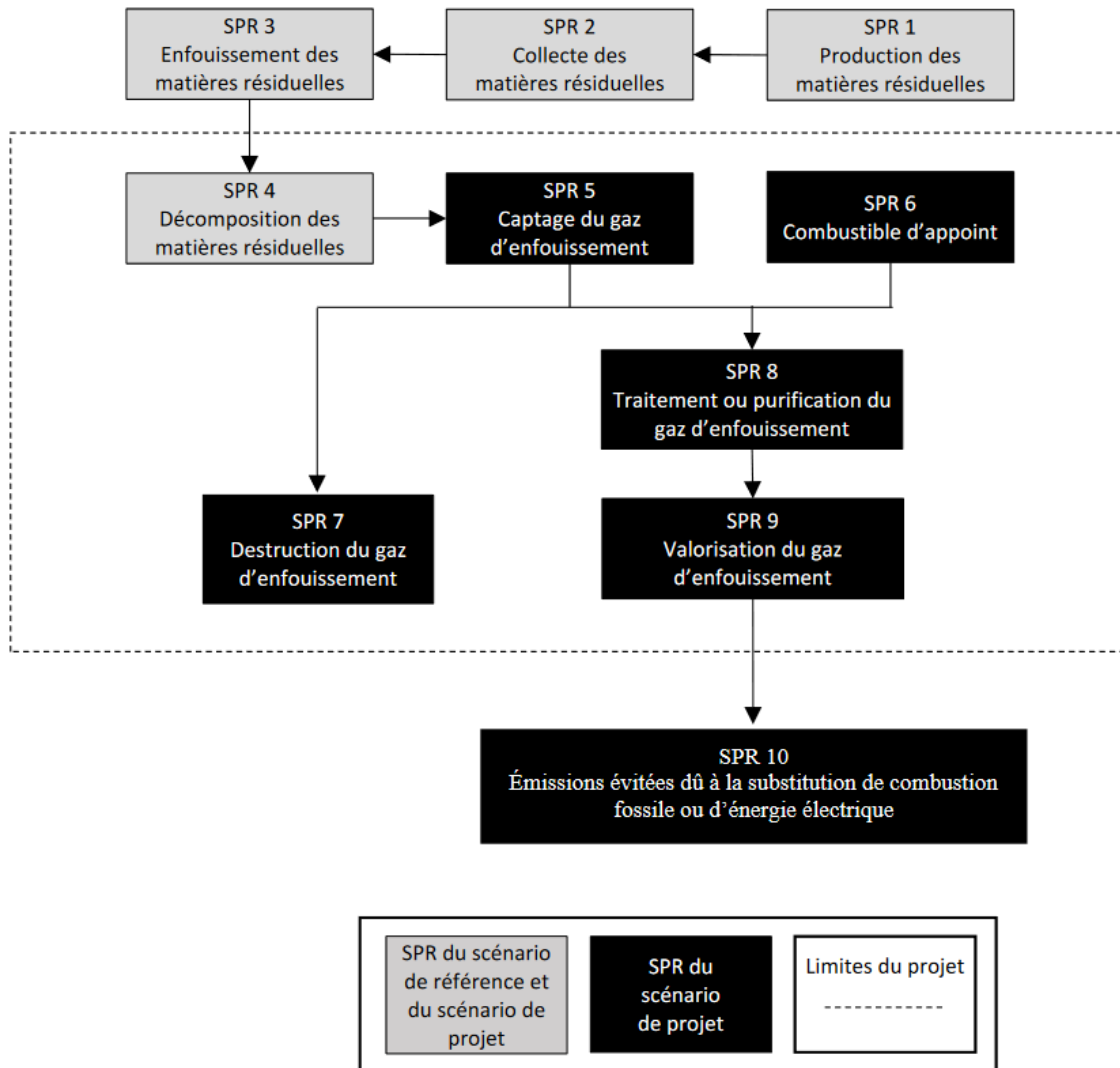 SPR 3
Enfouissement des
matières résiduelles
SPR 2
Collecte des
matières résiduelles
SPR 1
Production des
matières résiduelles
SPR 4
Décomposition des
matières résiduelles
SPR 5
Captage du gaz
d’enfouissement
SPR 6
Combustible d’appoint
SPR 8
Traitement ou purification du
gaz d’enfouissement
SPR 7
Destruction du gaz
d’enfouissement
SPR 9
Valorisation du gaz
d’enfouissement
SPR 10
Émissions évitées dû à la substitution de combustion
fossile ou d’énergie électrique
SPR du scénario
de référence et
du scénario de
projet
SPR du
scénario
de projet
Limites du projet